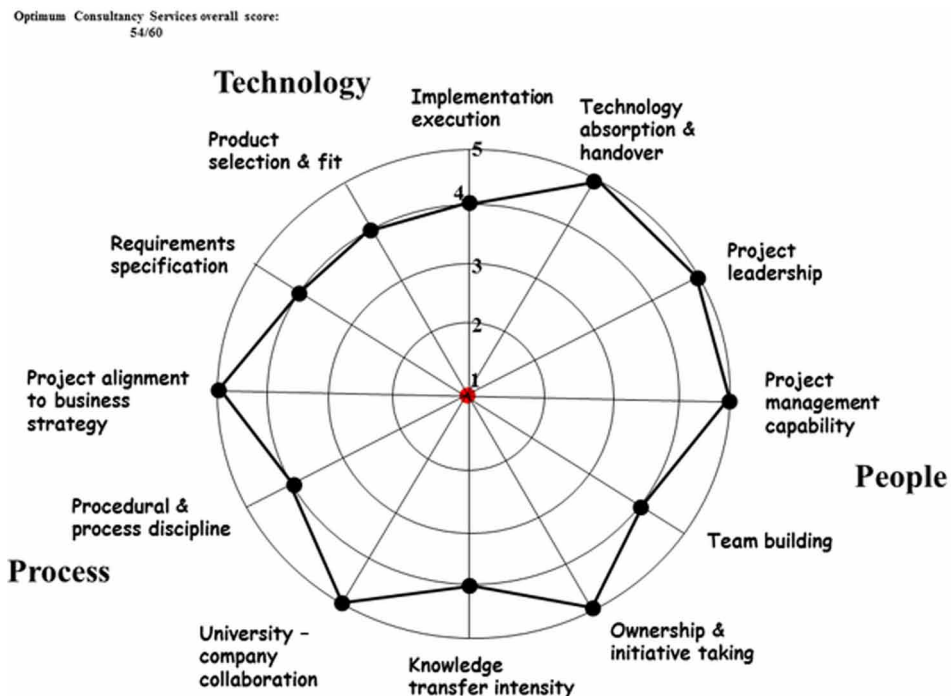 Optimum Consultancy Services overall score:
54/60
Technology
Implementation
execution
Technology
absorption &
handover
Product
selection & fit
5
4
Requirements
specification
Project
leadership
3
2
1
Project alignment
to business
strategy
Project
management
capability
People
Procedural &
process discipline
Team building
Process
University –
company
collaboration
Knowledge
transfer intensity
Ownership &
initiative taking